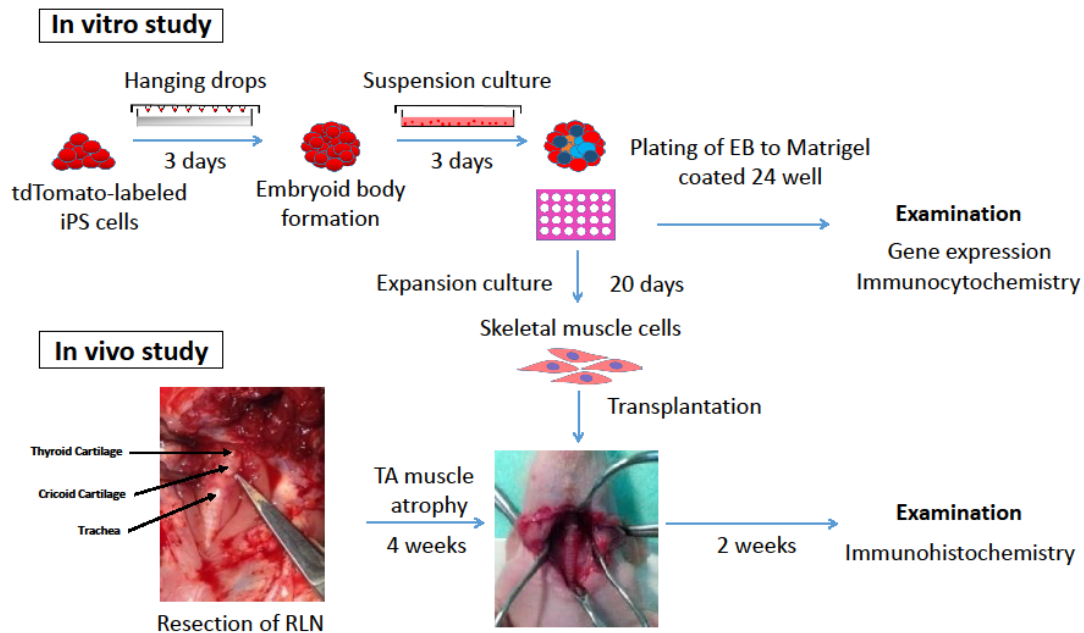 In vitro study
Hanging drops
3 days
tdTomato-labeled
iPS cells
Embryoid body
formation
Suspension culture
3 days
Plating of EB to Matrigel
coated 24 well
Examination
Gene expression
Immunocytochemistry
Expansion culture
20 days
Skeletal muscle cells
Transplantation
In vivo study
Thyroid Cartilage
Cricoid Cartilage
Trachea
Resection of RLN
TA muscle
atrophy
4 weeks
2 weeks
Examination
Immunohistochemistry